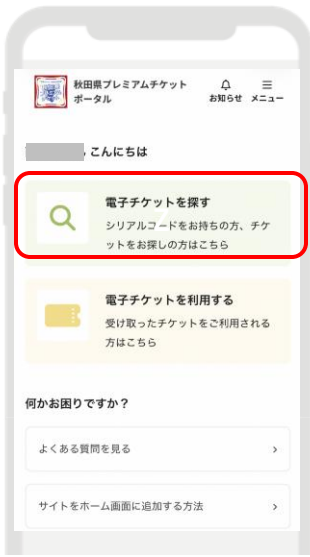 秋田県プレミアムチケット
ポータル
お知らせ メニュー
、こんにちは
電子チケットを探す
シリアルコードをお持ちの方、チケ
ットをお探しの方はこちら
電子チケットを利用する
受け取ったチケットをご利用される
方はこちら
何かお困りですか？
よくある質問を見る
サイトをホーム画面に追加する方法